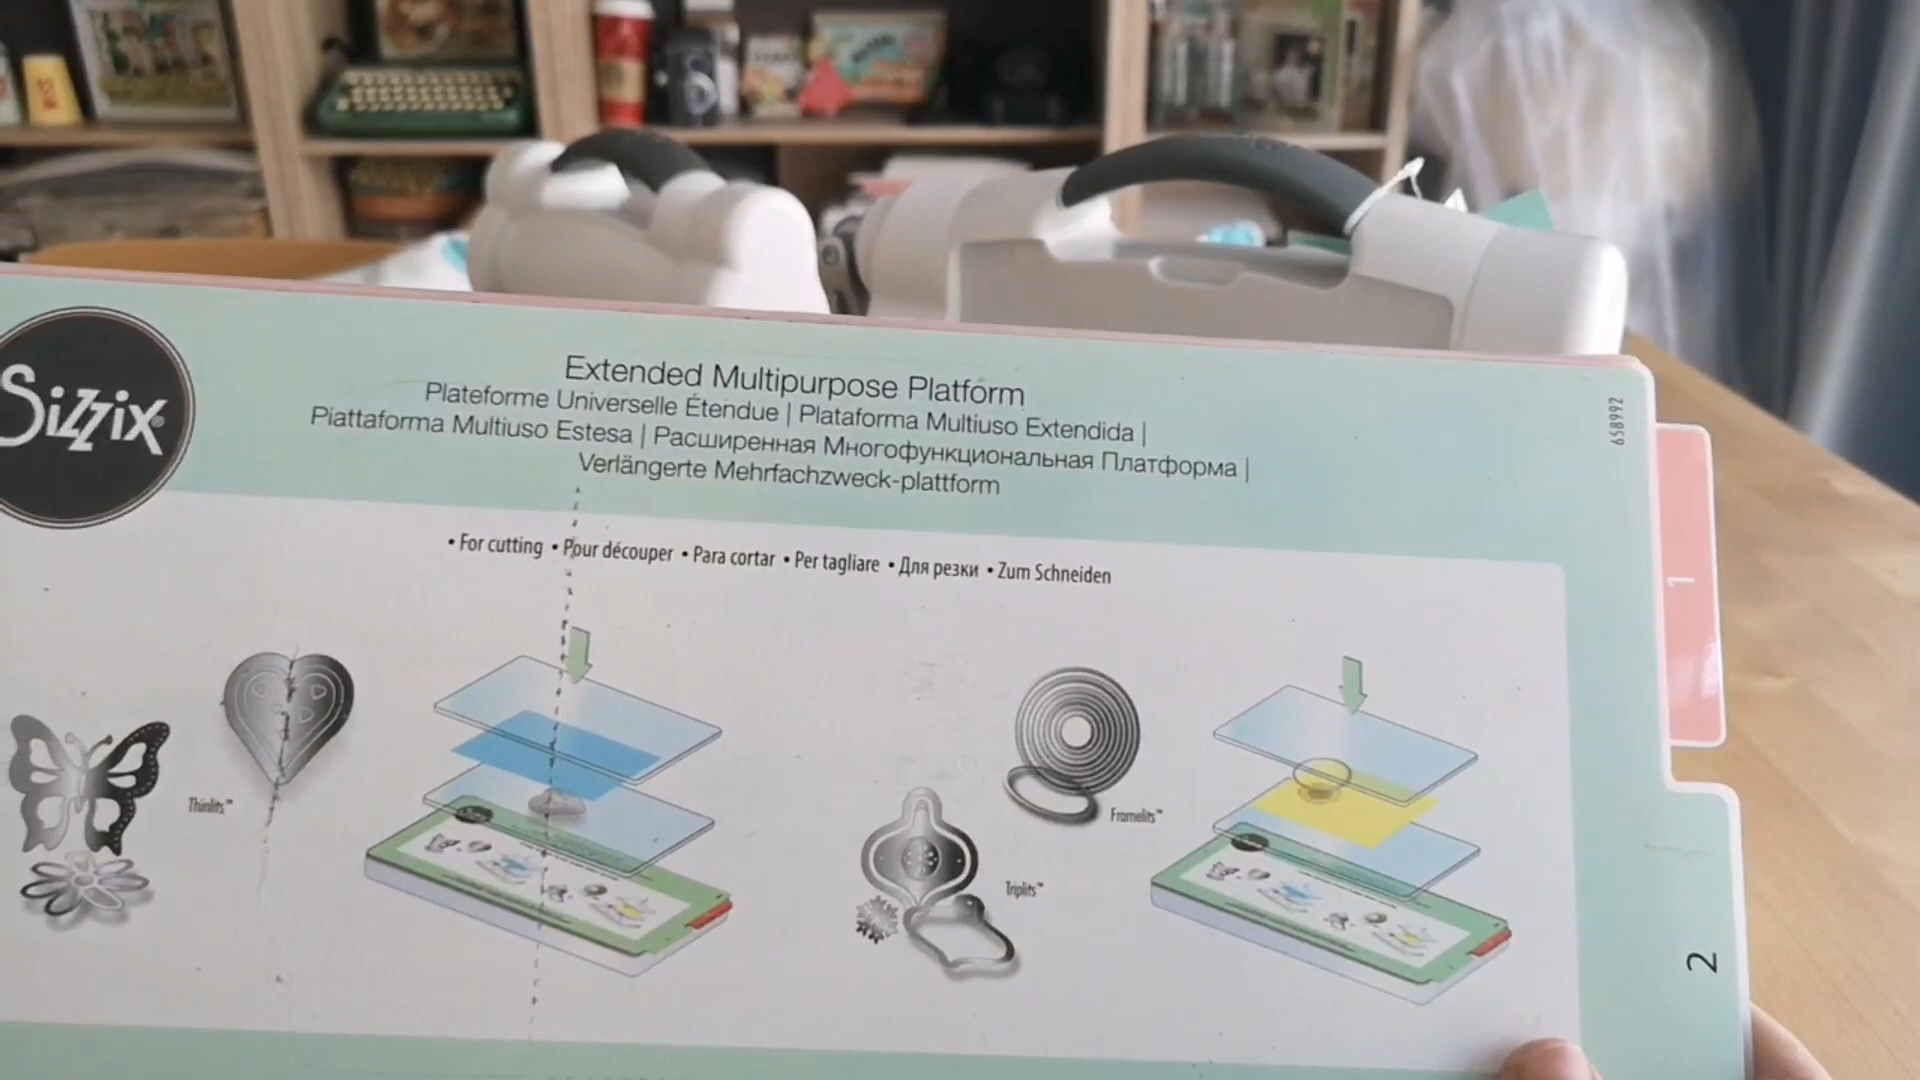 Sizzix
Extended Multipurpose Platform
Plateforme Universelle Étendue | Plataforma Multiuso Extendida |
Piattaforma Multiuso Estesa | Расширенная Многофункциональная Платформа |
Verlängerte Mehrfachzweck-plattform
658992
• For cutting • Pour découper • Para cortar • Per tagliare • Для резки • Zum Schneiden
1
Thinlits™
Framelits™
Triplits™
2